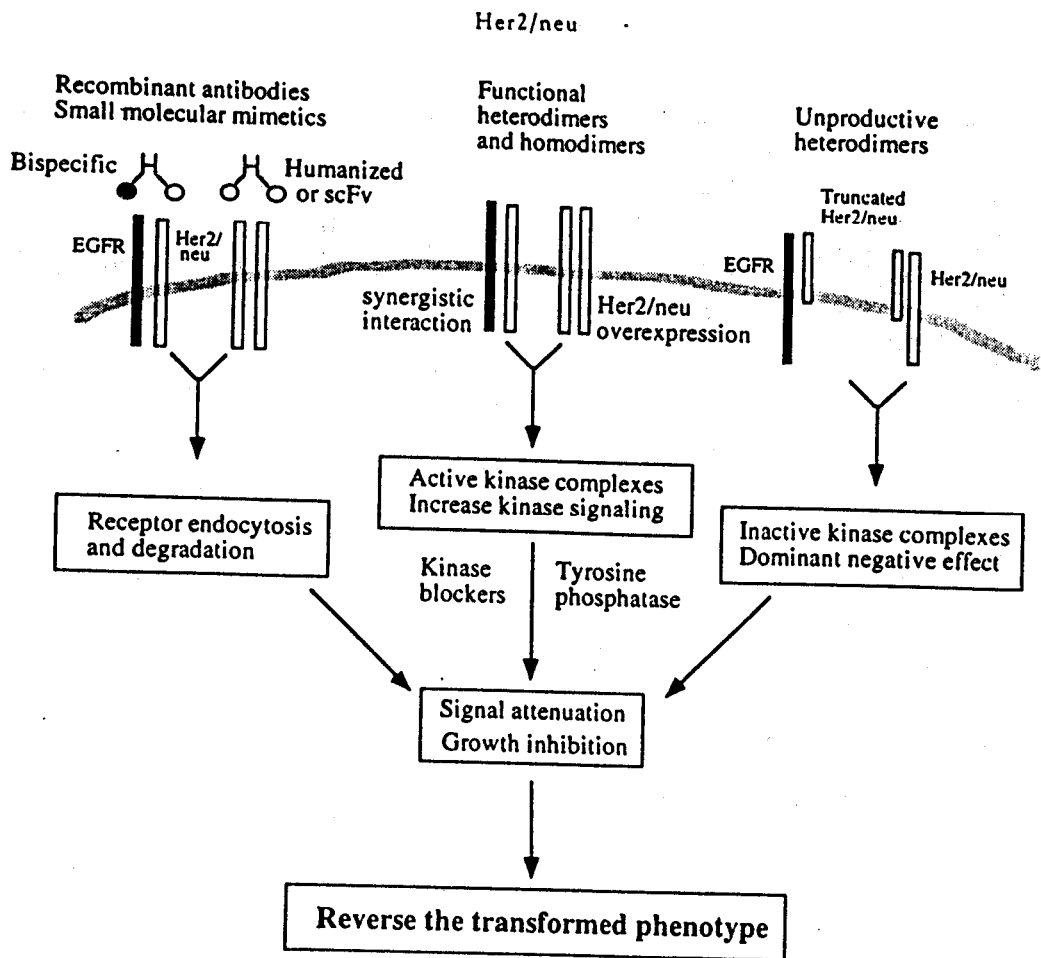 Her2/neu
Recombinant antibodies
Small molecular mimetics
Bispecific
Humanized
or scFv
EGFR
Her2/
neu
Functional
heterodimers
and homodimers
synergistic
interaction
Her2/neu
overexpression
Unproductive
heterodimers
Truncated
Her2/neu
EGFR
Her2/neu
Receptor endocytosis
and degradation
Active kinase complexes
Increase kinase signaling
Inactive kinase complexes
Dominant negative effect
Kinase
blockers
Tyrosine
phosphatase
Signal attenuation
Growth inhibition
Reverse the transformed phenotype